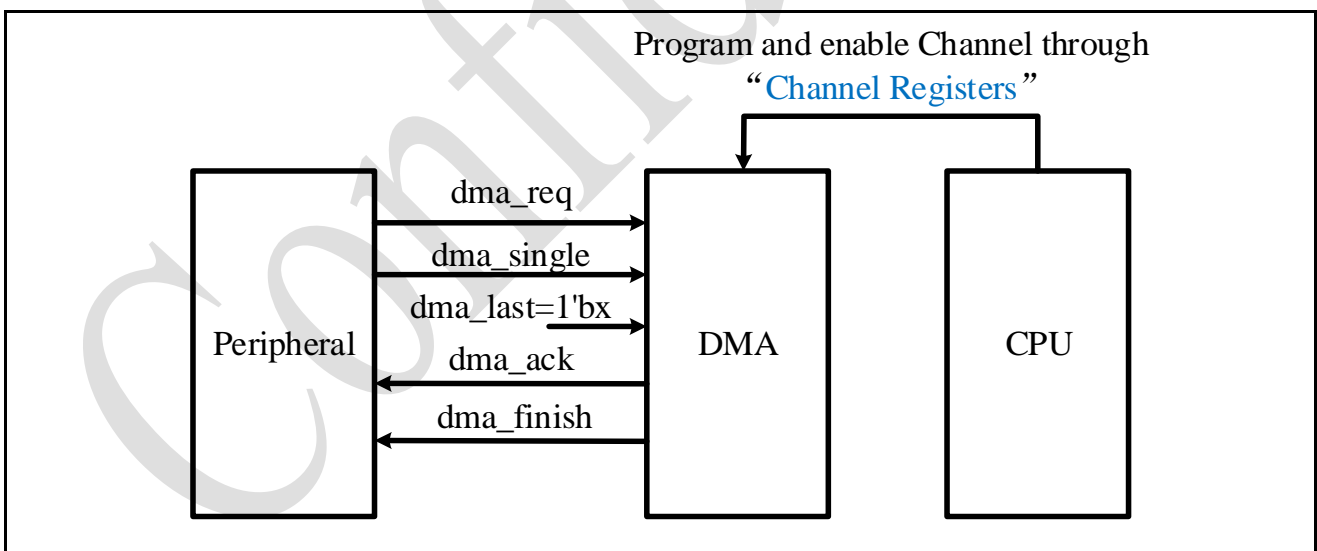 Program and enable Channel through
“Channel Registers”
dma_req
dma_single
dma_last=1'bx
Peripheral
DMA
CPU
dma_ack
dma_finish